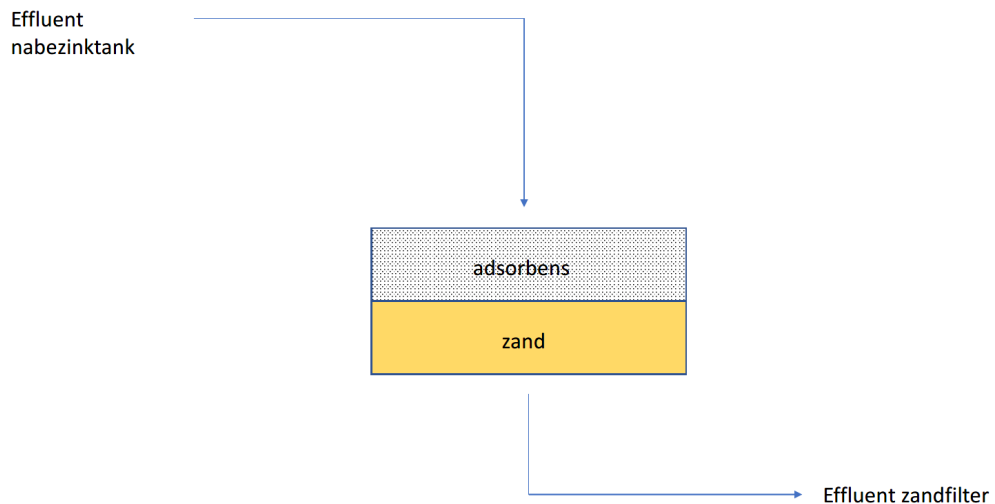 Effluent
nabezinktank
adsorbens
zand
Effluent zandfilter